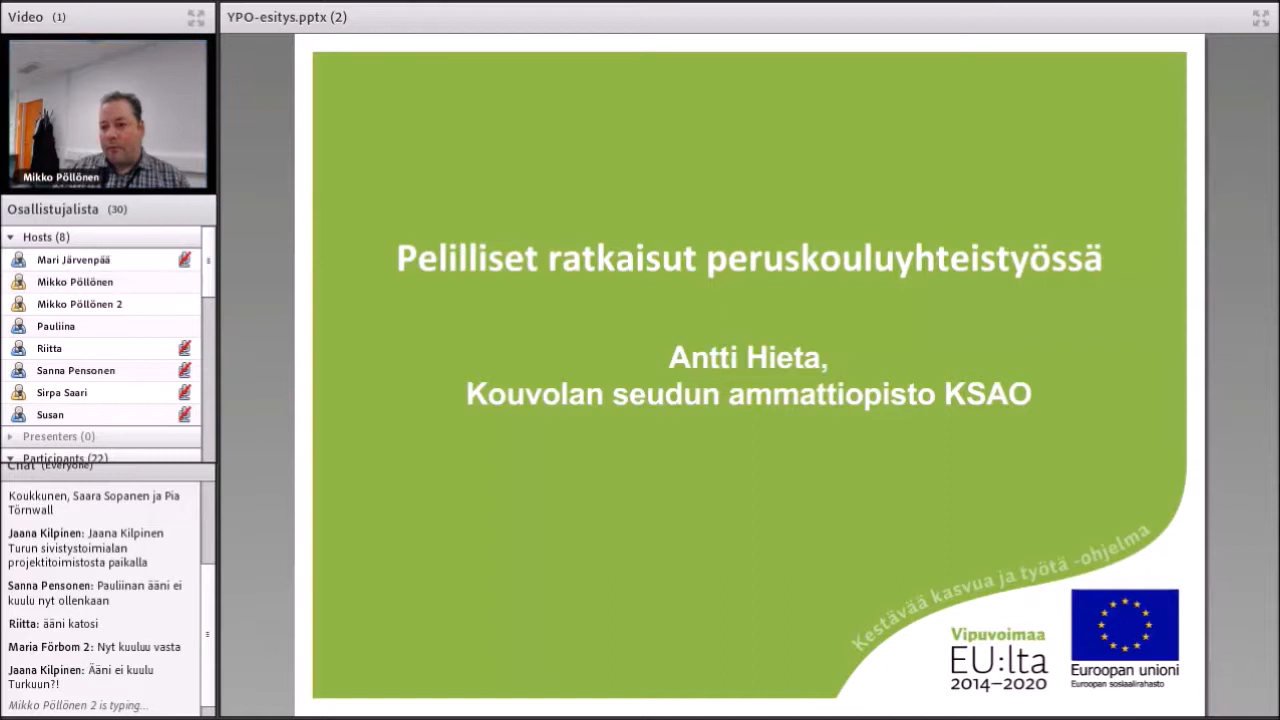 Video (1)
Mikko Pöllönen
Osallistujalista (30)
Hosts (8)
Mari Järvenpää
Mikko Pöllönen
Mikko Pöllönen 2
Pauliina
Riitta
Sanna Pensonen
Sirpa Saari
Susan
Presenters (0)
Participants (22)
Chat (Everyone)
Koukkunen, Saara Sopanen ja Pia
Törnwall
Jaana Kilpinen: Jaana Kilpinen
Turun sivistystoimialan
projektitoimistosta paikalla
Sanna Pensonen: Pauliinan ääni ei
kuulu nyt ollenkaan
Riitta: ääni katosi
Maria Förbom 2: Nyt kuuluu vasta
Jaana Kilpinen: Ääni ei kuulu
Turkuun?!
Mikko Pöllönen 2 is typing...
YPO-esitys.pptx (2)
Pelilliset ratkaisut peruskouluyhteistyössä
Antti Hieta,
Kouvolan seudun ammattiopisto KSAO
Kestävää kasvua ja työtä -ohjelma
Vipuvoimaa
EU:lta
2014–2020
Euroopan unioni
Euroopan sosiaalirahasto